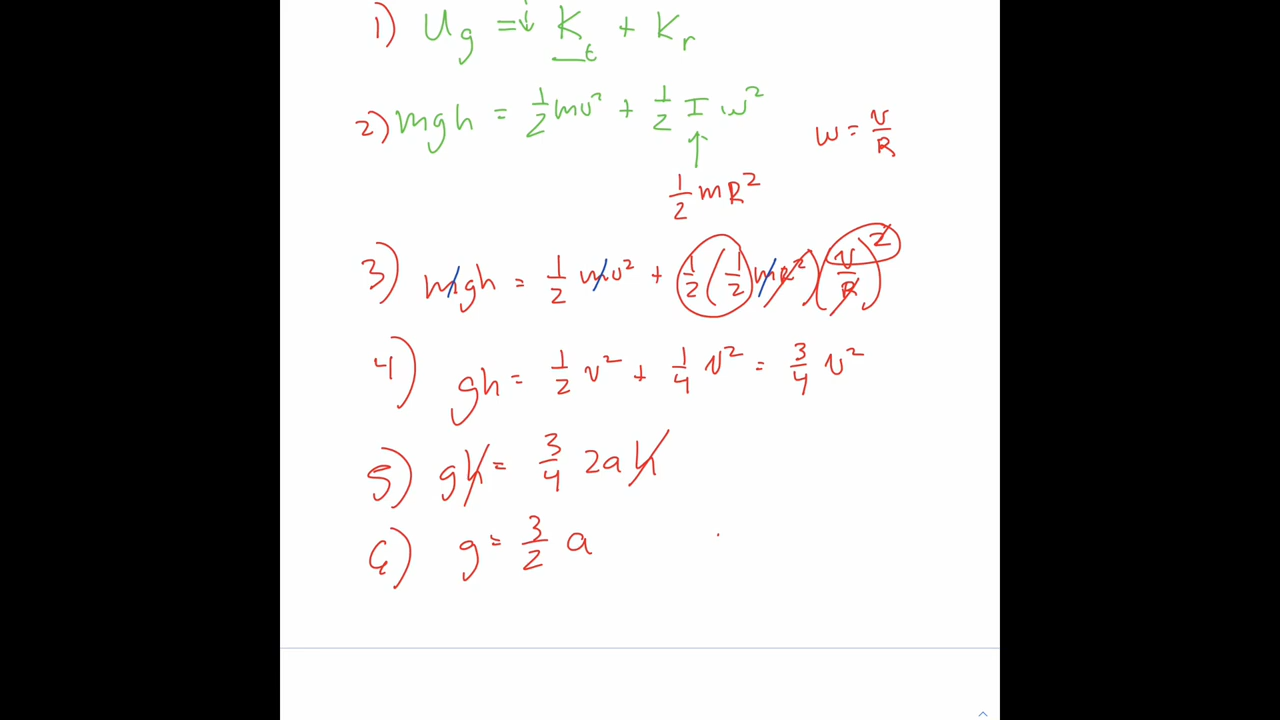 1) Ug = Kt + Kr
2) mgh = 1/2 mv² + 1/2 I w²
w = v/R
1/2 mR²
3) mgh = 1/2 mv² + 1/2 (1/2 mR²)(v/R)²
4) gh = 1/2 v² + 1/4 v² = 3/4 v²
5) gh = 3/4 2ah
6) g = 3/2 a